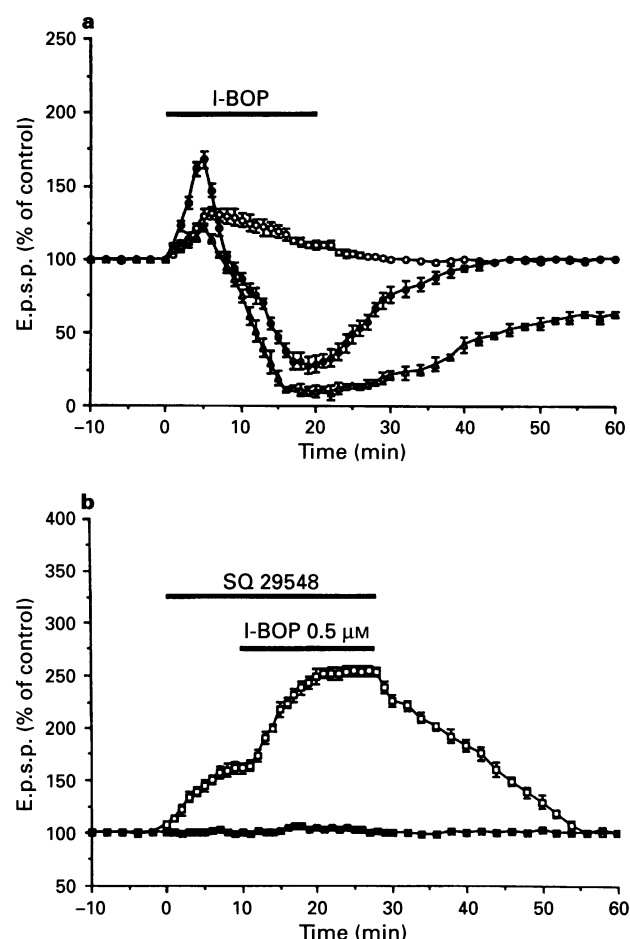 a
250
200
150
100
50
0
E.p.s.p. (% of control)
I-BOP
−10 0 10 20 30 40 50 60
Time (min)
b
400
350
300
250
200
150
100
50
E.p.s.p. (% of control)
SQ 29548
I-BOP 0.5 μM
−10 0 10 20 30 40 50 60
Time (min)